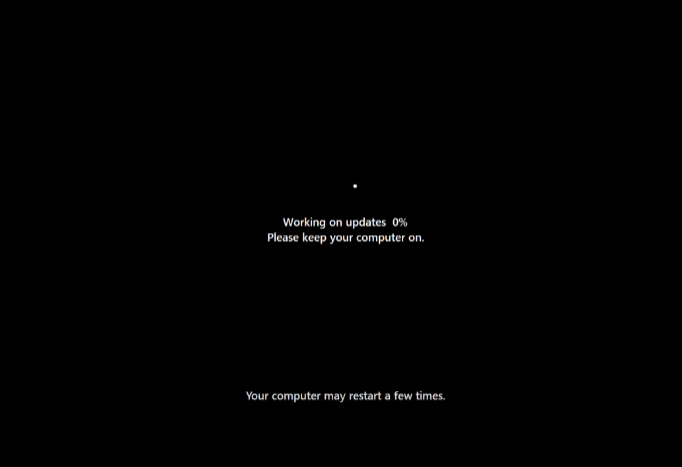 Working on updates  0%
Please keep your computer on.
Your computer may restart a few times.